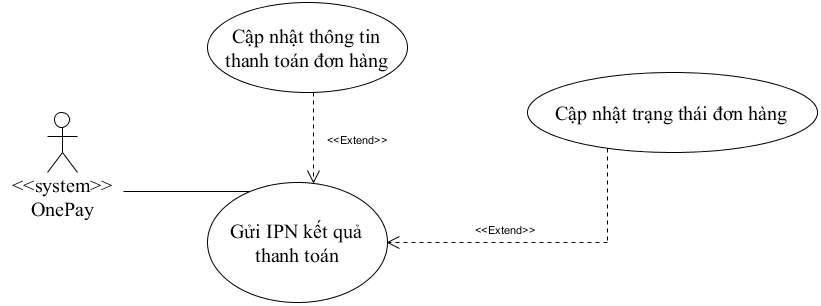 Cập nhật thông tin
thanh toán đơn hàng
Cập nhật trạng thái đơn hàng
<<Extend>>
<<system>>
OnePay
Gửi IPN kết quả
thanh toán
<<Extend>>